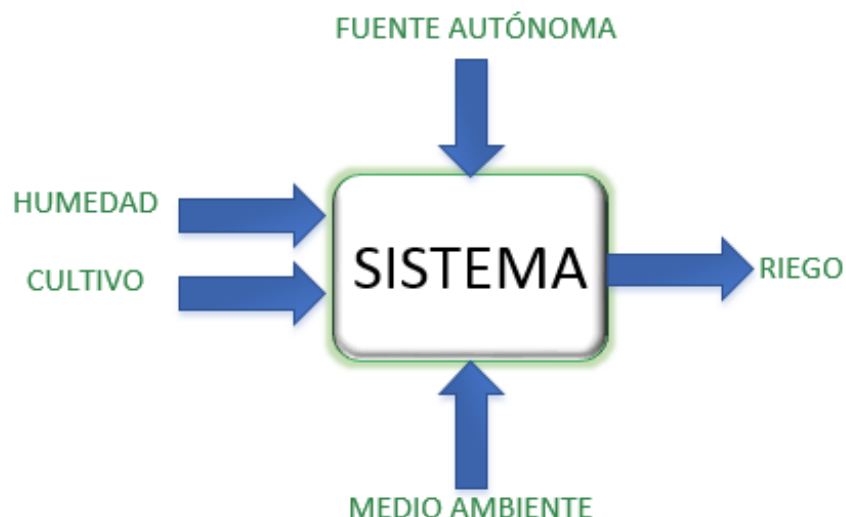 FUENTE AUTÓNOMA
HUMEDAD
CULTIVO
SISTEMA
RIEGO
MEDIO AMBIENTE